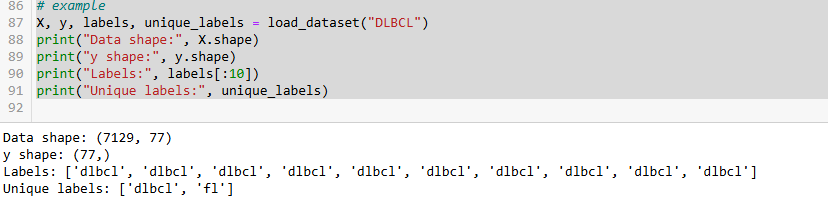 86 # example
87 X, y, labels, unique_labels = load_dataset("DLBCL")
88 print("Data shape:", X.shape)
89 print("y shape:", y.shape)
90 print("Labels:", labels[:10])
91 print("Unique labels:", unique_labels)
92
Data shape: (7129, 77)
y shape: (77,)
Labels: ['dlbcl', 'dlbcl', 'dlbcl', 'dlbcl', 'dlbcl', 'dlbcl', 'dlbcl', 'dlbcl', 'dlbcl', 'dlbcl']
Unique labels: ['dlbcl', 'fl']